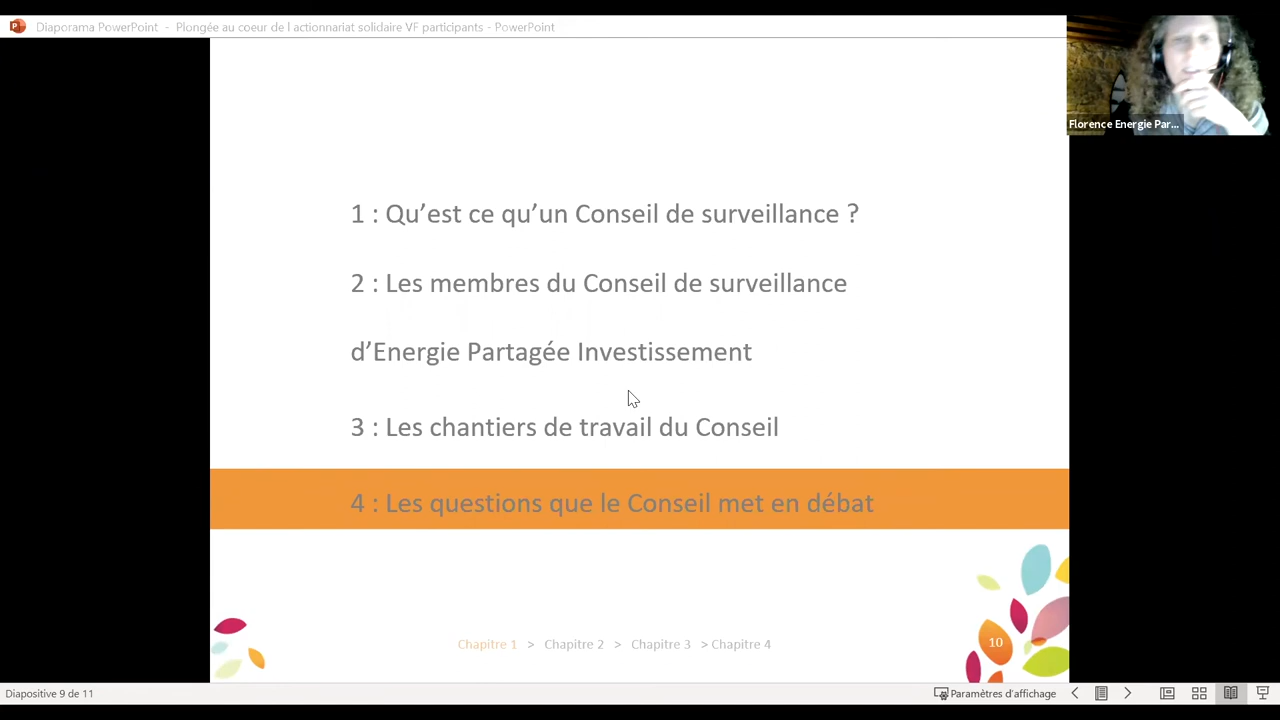 Diaporama PowerPoint - Plongée au coeur de l actionnariat solidaire VF participants - PowerPoint
Florence Energie Par...
1 : Qu’est ce qu’un Conseil de surveillance ?
2 : Les membres du Conseil de surveillance
d’Energie Partagée Investissement
3 : Les chantiers de travail du Conseil
4 : Les questions que le Conseil met en débat
Chapitre 1 > Chapitre 2 > Chapitre 3 > Chapitre 4
10
Diapositive 9 de 11
Paramètres d'affichage